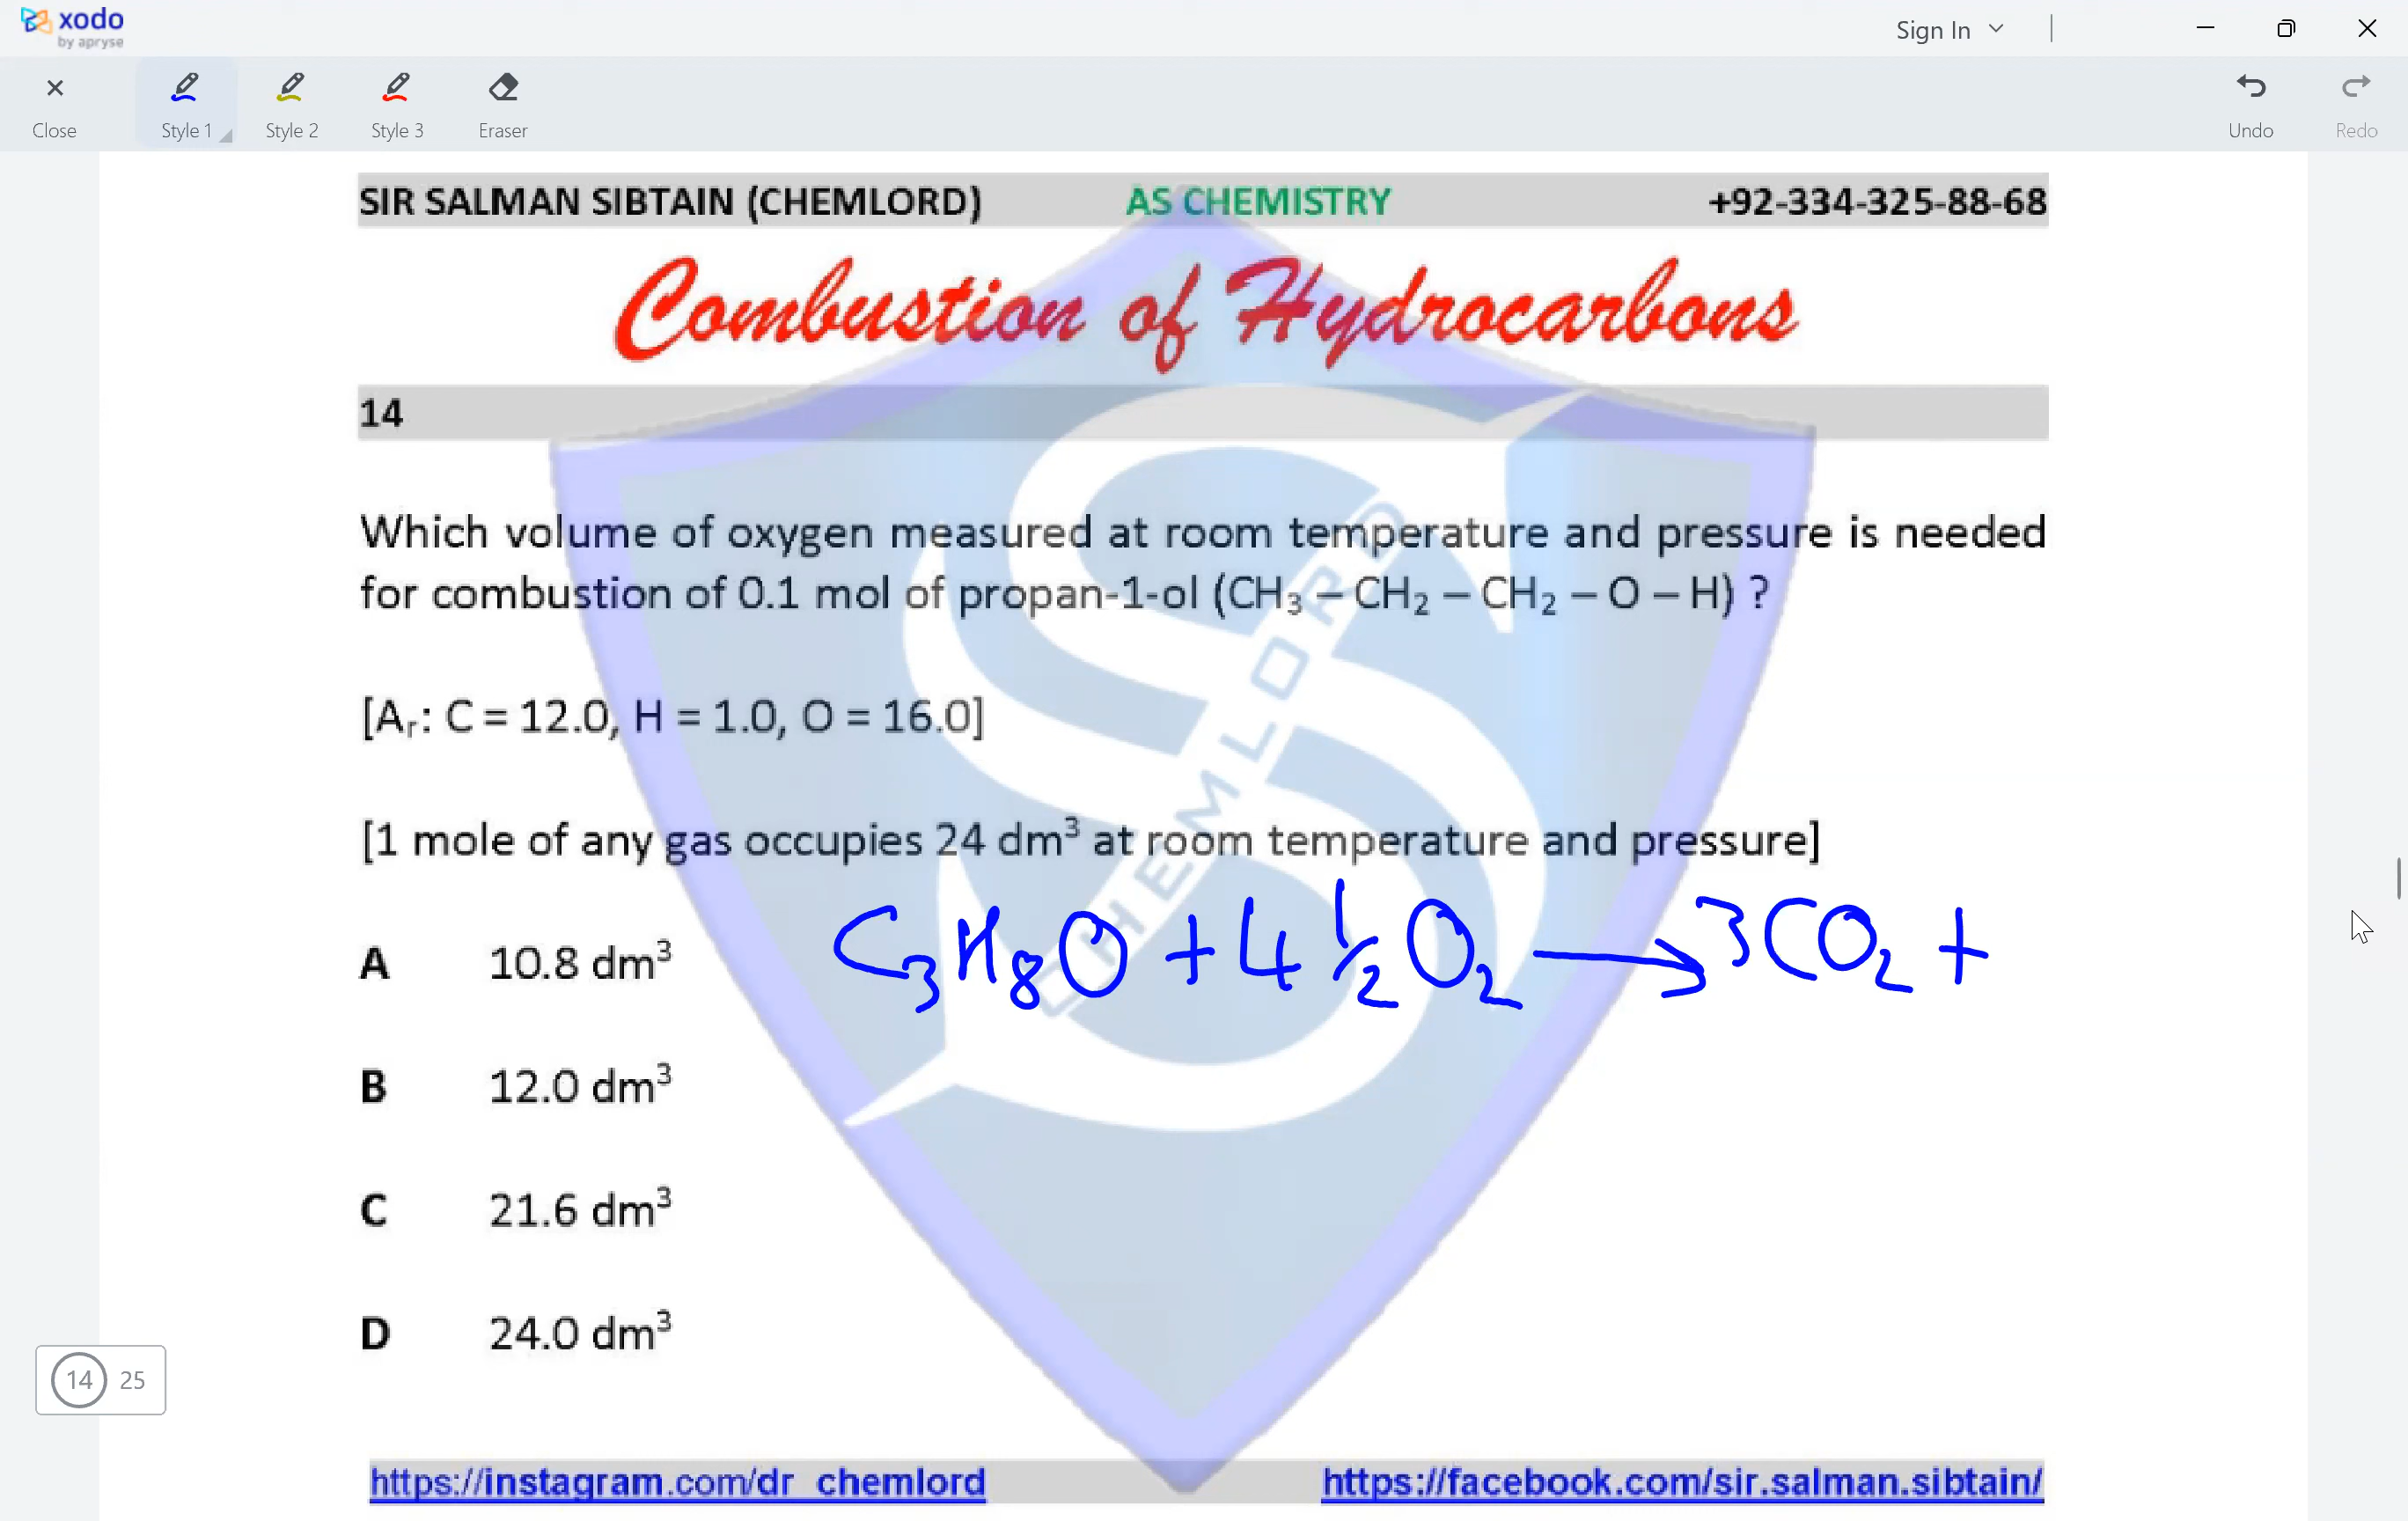 xodo
by apryse
Sign In
Close
Style 1
Style 2
Style 3
Eraser
Undo
Redo
SIR SALMAN SIBTAIN (CHEMLORD) AS CHEMISTRY +92-334-325-88-68
Combustion of Hydrocarbons
14
Which volume of oxygen measured at room temperature and pressure is needed
for combustion of 0.1 mol of propan-1-ol (CH₃ – CH₂ – CH₂ – O – H) ?
[Aᵣ: C = 12.0, H = 1.0, O = 16.0]
[1 mole of any gas occupies 24 dm³ at room temperature and pressure]
C₃H₈O + 4 ½ O₂ → 3CO₂ +
A 10.8 dm³
B 12.0 dm³
C 21.6 dm³
D 24.0 dm³
CHEMLORD
14 25
https://instagram.com/dr_chemlord https://facebook.com/sir.salman.sibtain/